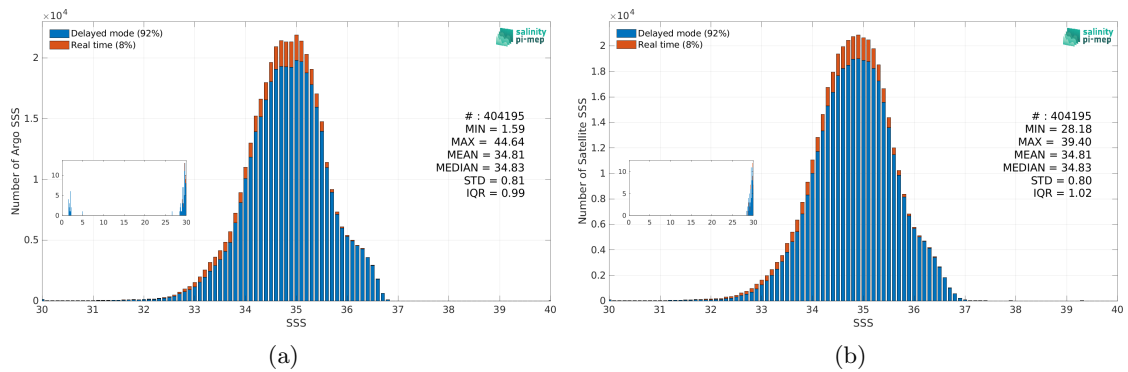 ×10⁴
Delayed mode (92%)
Real time (8%)
salinity
pi-mep
2
1.5
1
0.5
0
Number of Argo SSS
# : 404195
MIN = 1.59
MAX = 44.64
MEAN = 34.81
MEDIAN = 34.83
STD = 0.81
IQR = 0.99
10
5
0
0 5 10 15 20 25 30
30 31 32 33 34 35 36 37 38 39 40
SSS
(a)
×10⁴
Delayed mode (92%)
Real time (8%)
salinity
pi-mep
2
1.8
1.6
1.4
1.2
1
0.8
0.6
0.4
0.2
0
Number of Satellite SSS
# : 404195
MIN = 28.18
MAX = 39.40
MEAN = 34.81
MEDIAN = 34.83
STD = 0.80
IQR = 1.02
10
5
0
0 5 10 15 20 25 30
30 31 32 33 34 35 36 37 38 39 40
SSS
(b)